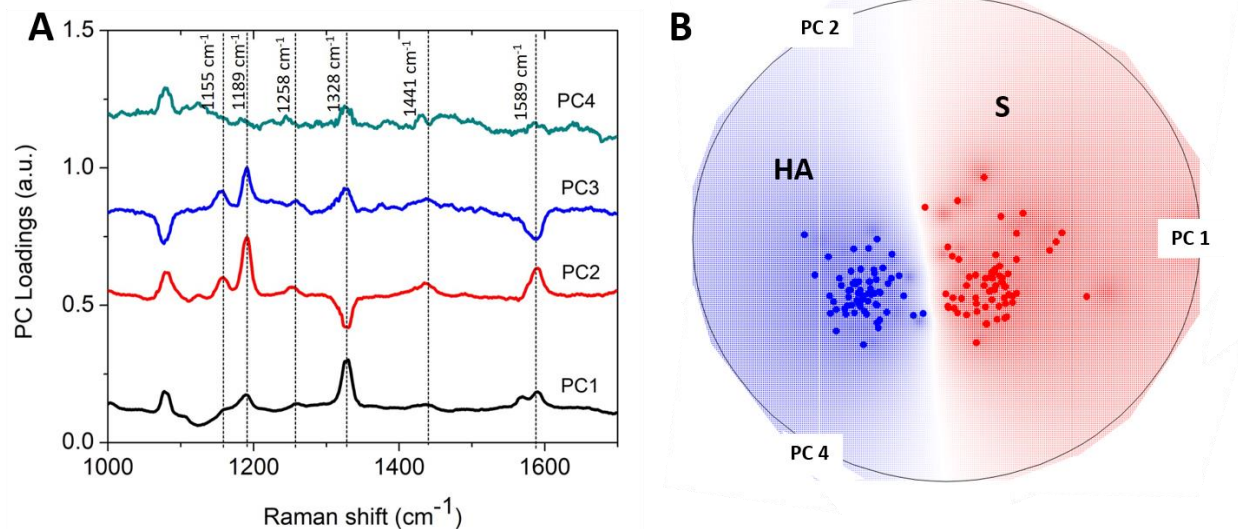 A
1.5
1.0
0.5
0.0
PC Loadings (a.u.)
1155 cm⁻¹
1189 cm⁻¹
1258 cm⁻¹
1328 cm⁻¹
1441 cm⁻¹
1589 cm⁻¹
PC4
PC3
PC2
PC1
1000
1200
1400
1600
Raman shift (cm⁻¹)
B
PC 2
S
HA
PC 1
PC 4